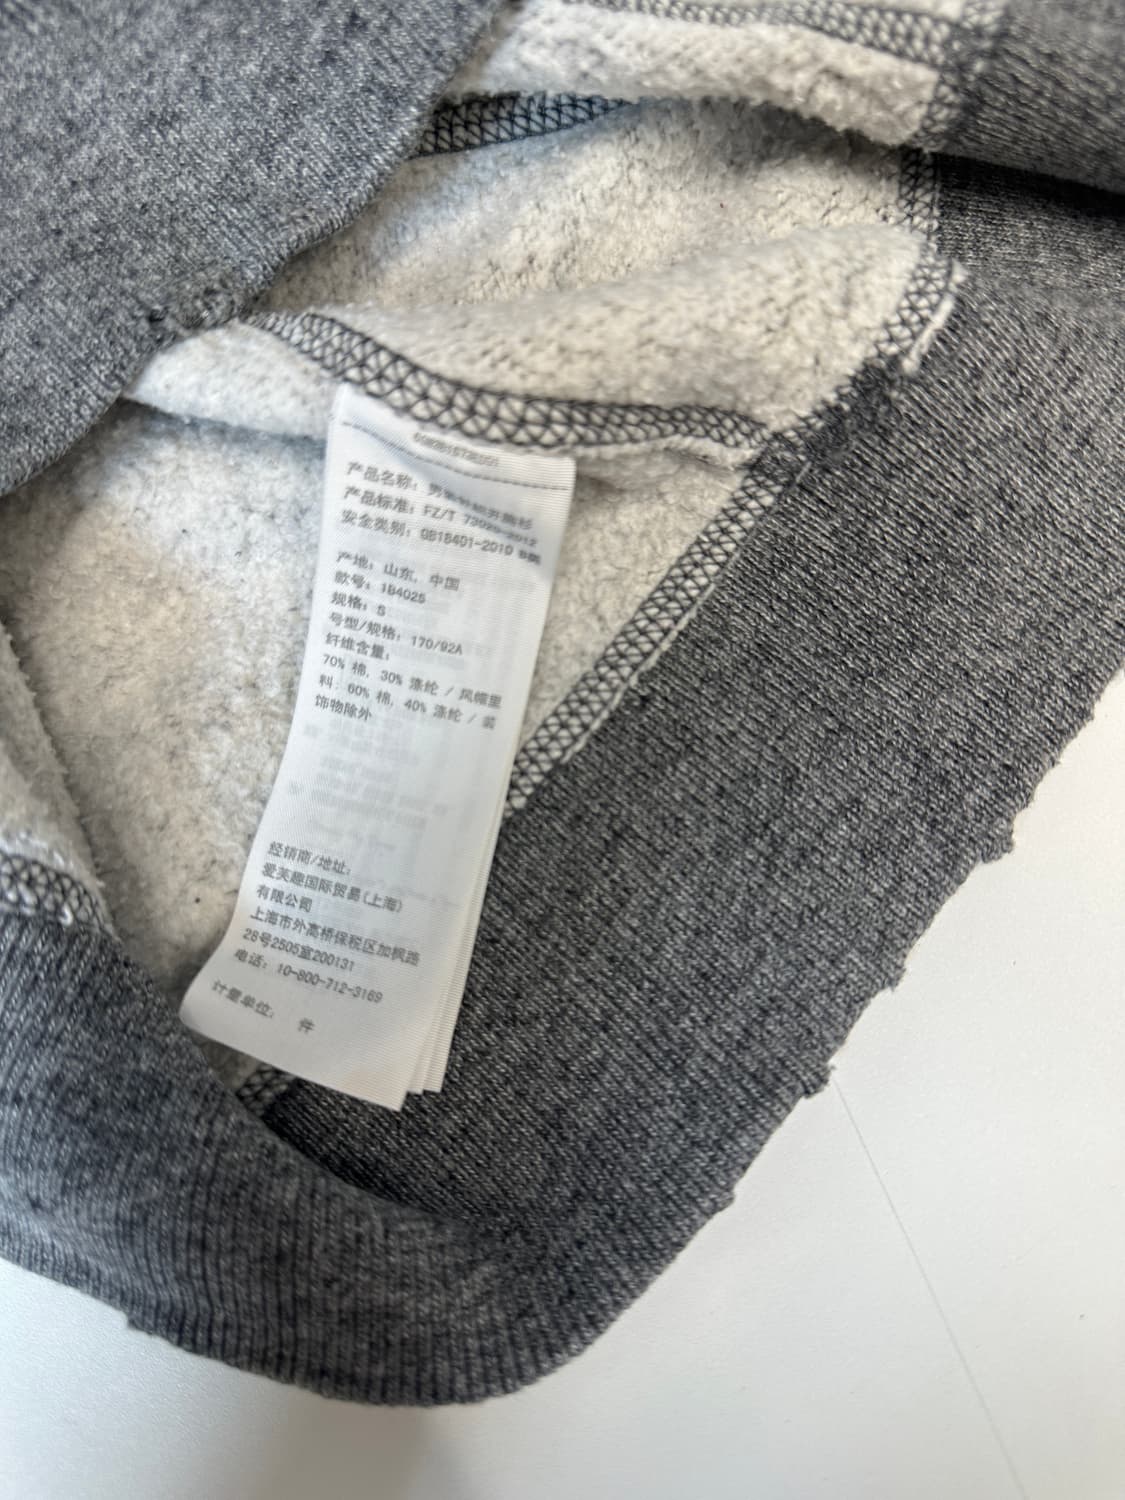 产品名称：男
产品标准：FZ/T 73020-2012
安全类别：GB18401-2010 B类
产地：山东，中国
款号：1B4025
规格：S
号型/规格：170/92A
纤维含量：
70% 棉, 30% 涤纶 / 风帽里
料：60% 棉, 40% 涤纶 / 装
饰物除外
经销商/地址：
爱芙趣国际贸易(上海)
有限公司
上海市外高桥保税区加枫路
28号2505室200131
电话：10-800-712-3169
计量单位： 件